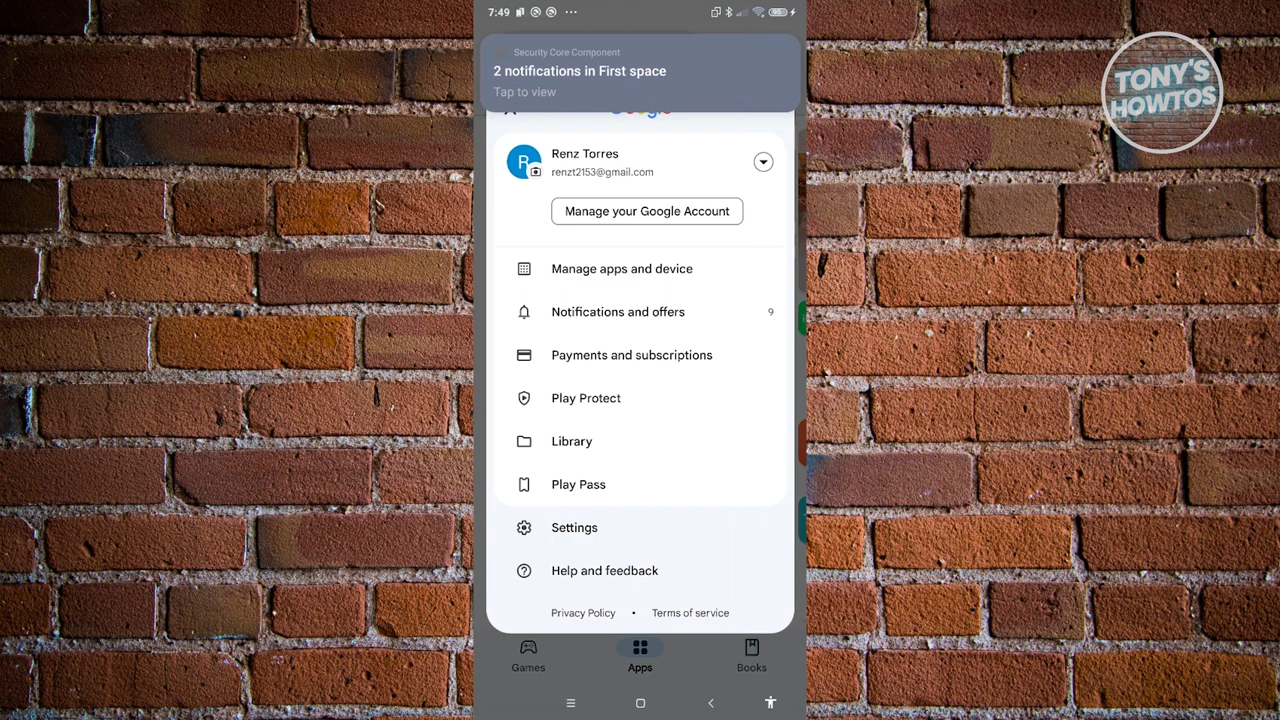 7:49
Security Core Component
2 notifications in First space
Tap to view
Google
TONY'S
HOWTOS
Renz Torres
renzt2153@gmail.com
R
Manage your Google Account
Manage apps and device
Notifications and offers 9
Payments and subscriptions
Play Protect
Library
Play Pass
Settings
Help and feedback
Privacy Policy • Terms of service
Games Apps Books